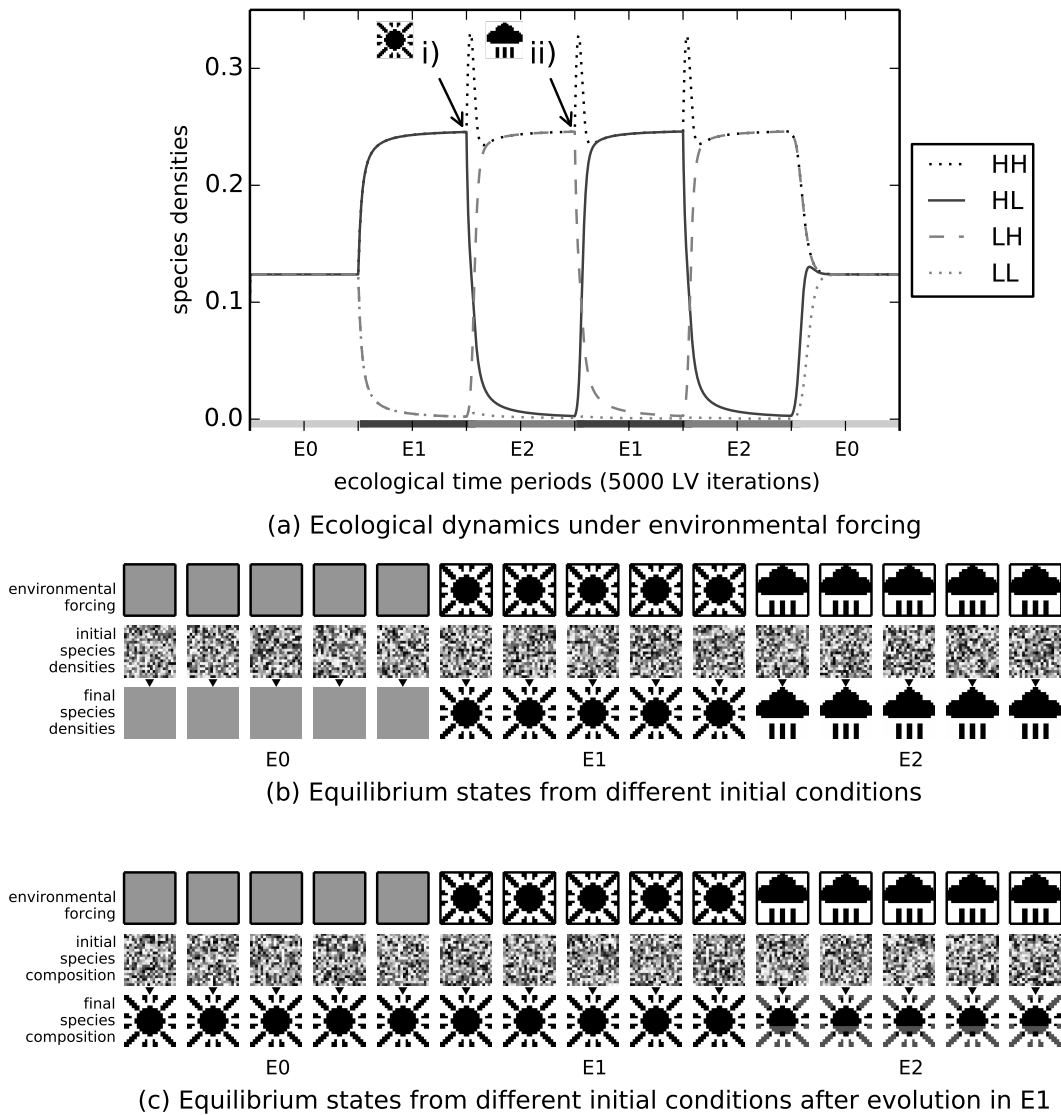 i)
ii)
0.3
0.2
0.1
0.0
species densities
HH
HL
LH
LL
E0
E1
E2
E1
E2
E0
ecological time periods (5000 LV iterations)
(a) Ecological dynamics under environmental forcing
environmental
forcing
initial
species
densities
final
species
densities
E0
E1
E2
(b) Equilibrium states from different initial conditions
environmental
forcing
initial
species
composition
final
species
composition
E0
E1
E2
(c) Equilibrium states from different initial conditions after evolution in E1